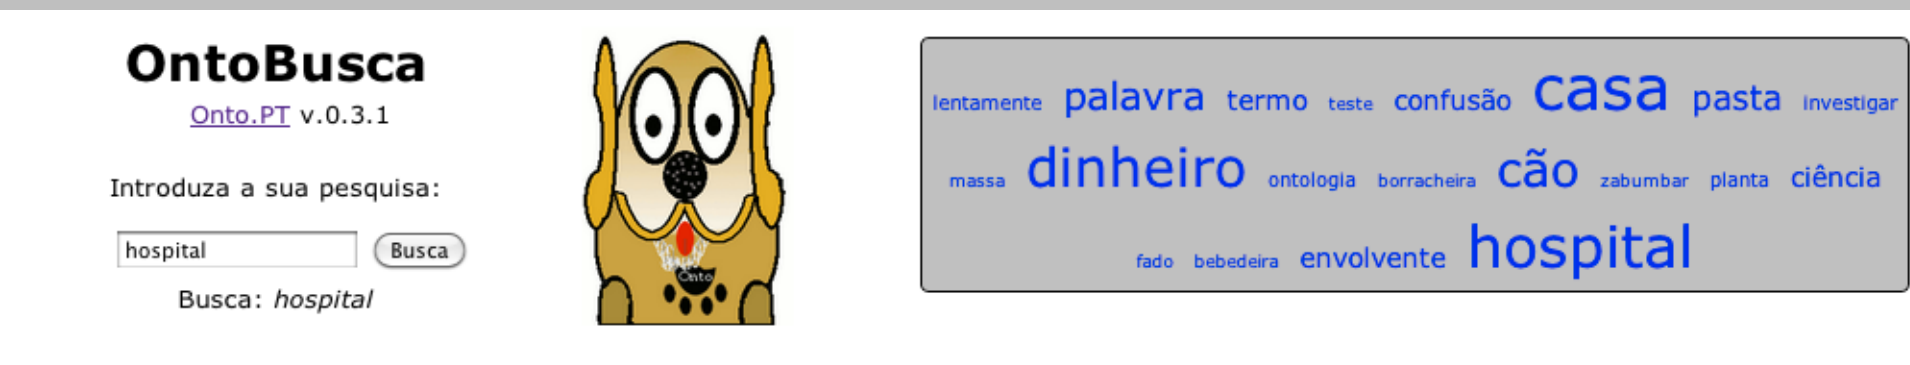 OntoBusca
Onto.PT v.0.3.1
Introduza a sua pesquisa:
hospital Busca
Busca: hospital
Onto
lentamente palavra termo teste confusão casa pasta investigar
massa dinheiro ontologia borracheira cão zabumbar planta ciência
fado bebedeira envolvente hospital